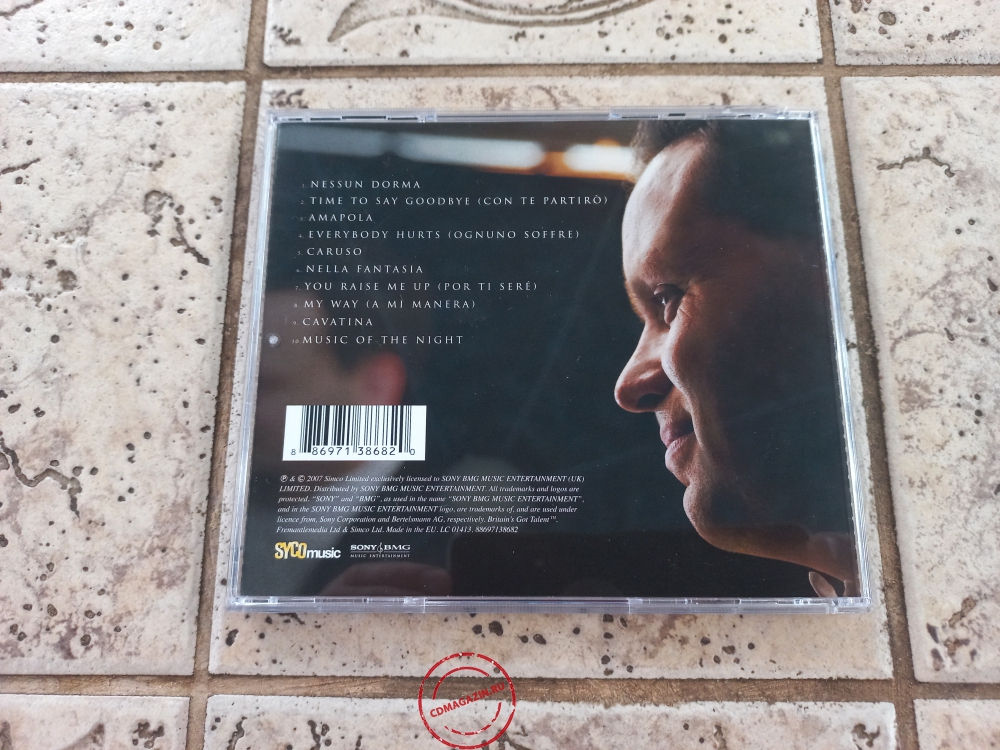 1. NESSUN DORMA
2. TIME TO SAY GOODBYE (CON TE PARTIRÒ)
3. AMAPOLA
4. EVERYBODY HURTS (OGNUNO SOFFRE)
5. CARUSO
6. NELLA FANTASIA
7. YOU RAISE ME UP (POR TI SERÉ)
8. MY WAY (A MI MANERA)
9. CAVATINA
10. MUSIC OF THE NIGHT
8 86971 38682 0
℗ & © 2007 Simco Limited exclusively licensed to SONY BMG MUSIC ENTERTAINMENT (UK)
LIMITED. Distributed by SONY BMG MUSIC ENTERTAINMENT. All trademarks and logos are
protected. "SONY" and "BMG", as used in the name "SONY BMG MUSIC ENTERTAINMENT",
and in the SONY BMG MUSIC ENTERTAINMENT logo, are trademarks of, and are used under
licence from, Sony Corporation and Bertelsmann AG, respectively. Britain's Got Talent™.
Fremantlemedia Ltd & Simco Ltd. Made in the EU. LC 01413. 88697138682
SYCOmusic SONY BMG
MUSIC ENTERTAINMENT
CDMAGAZIN.RU